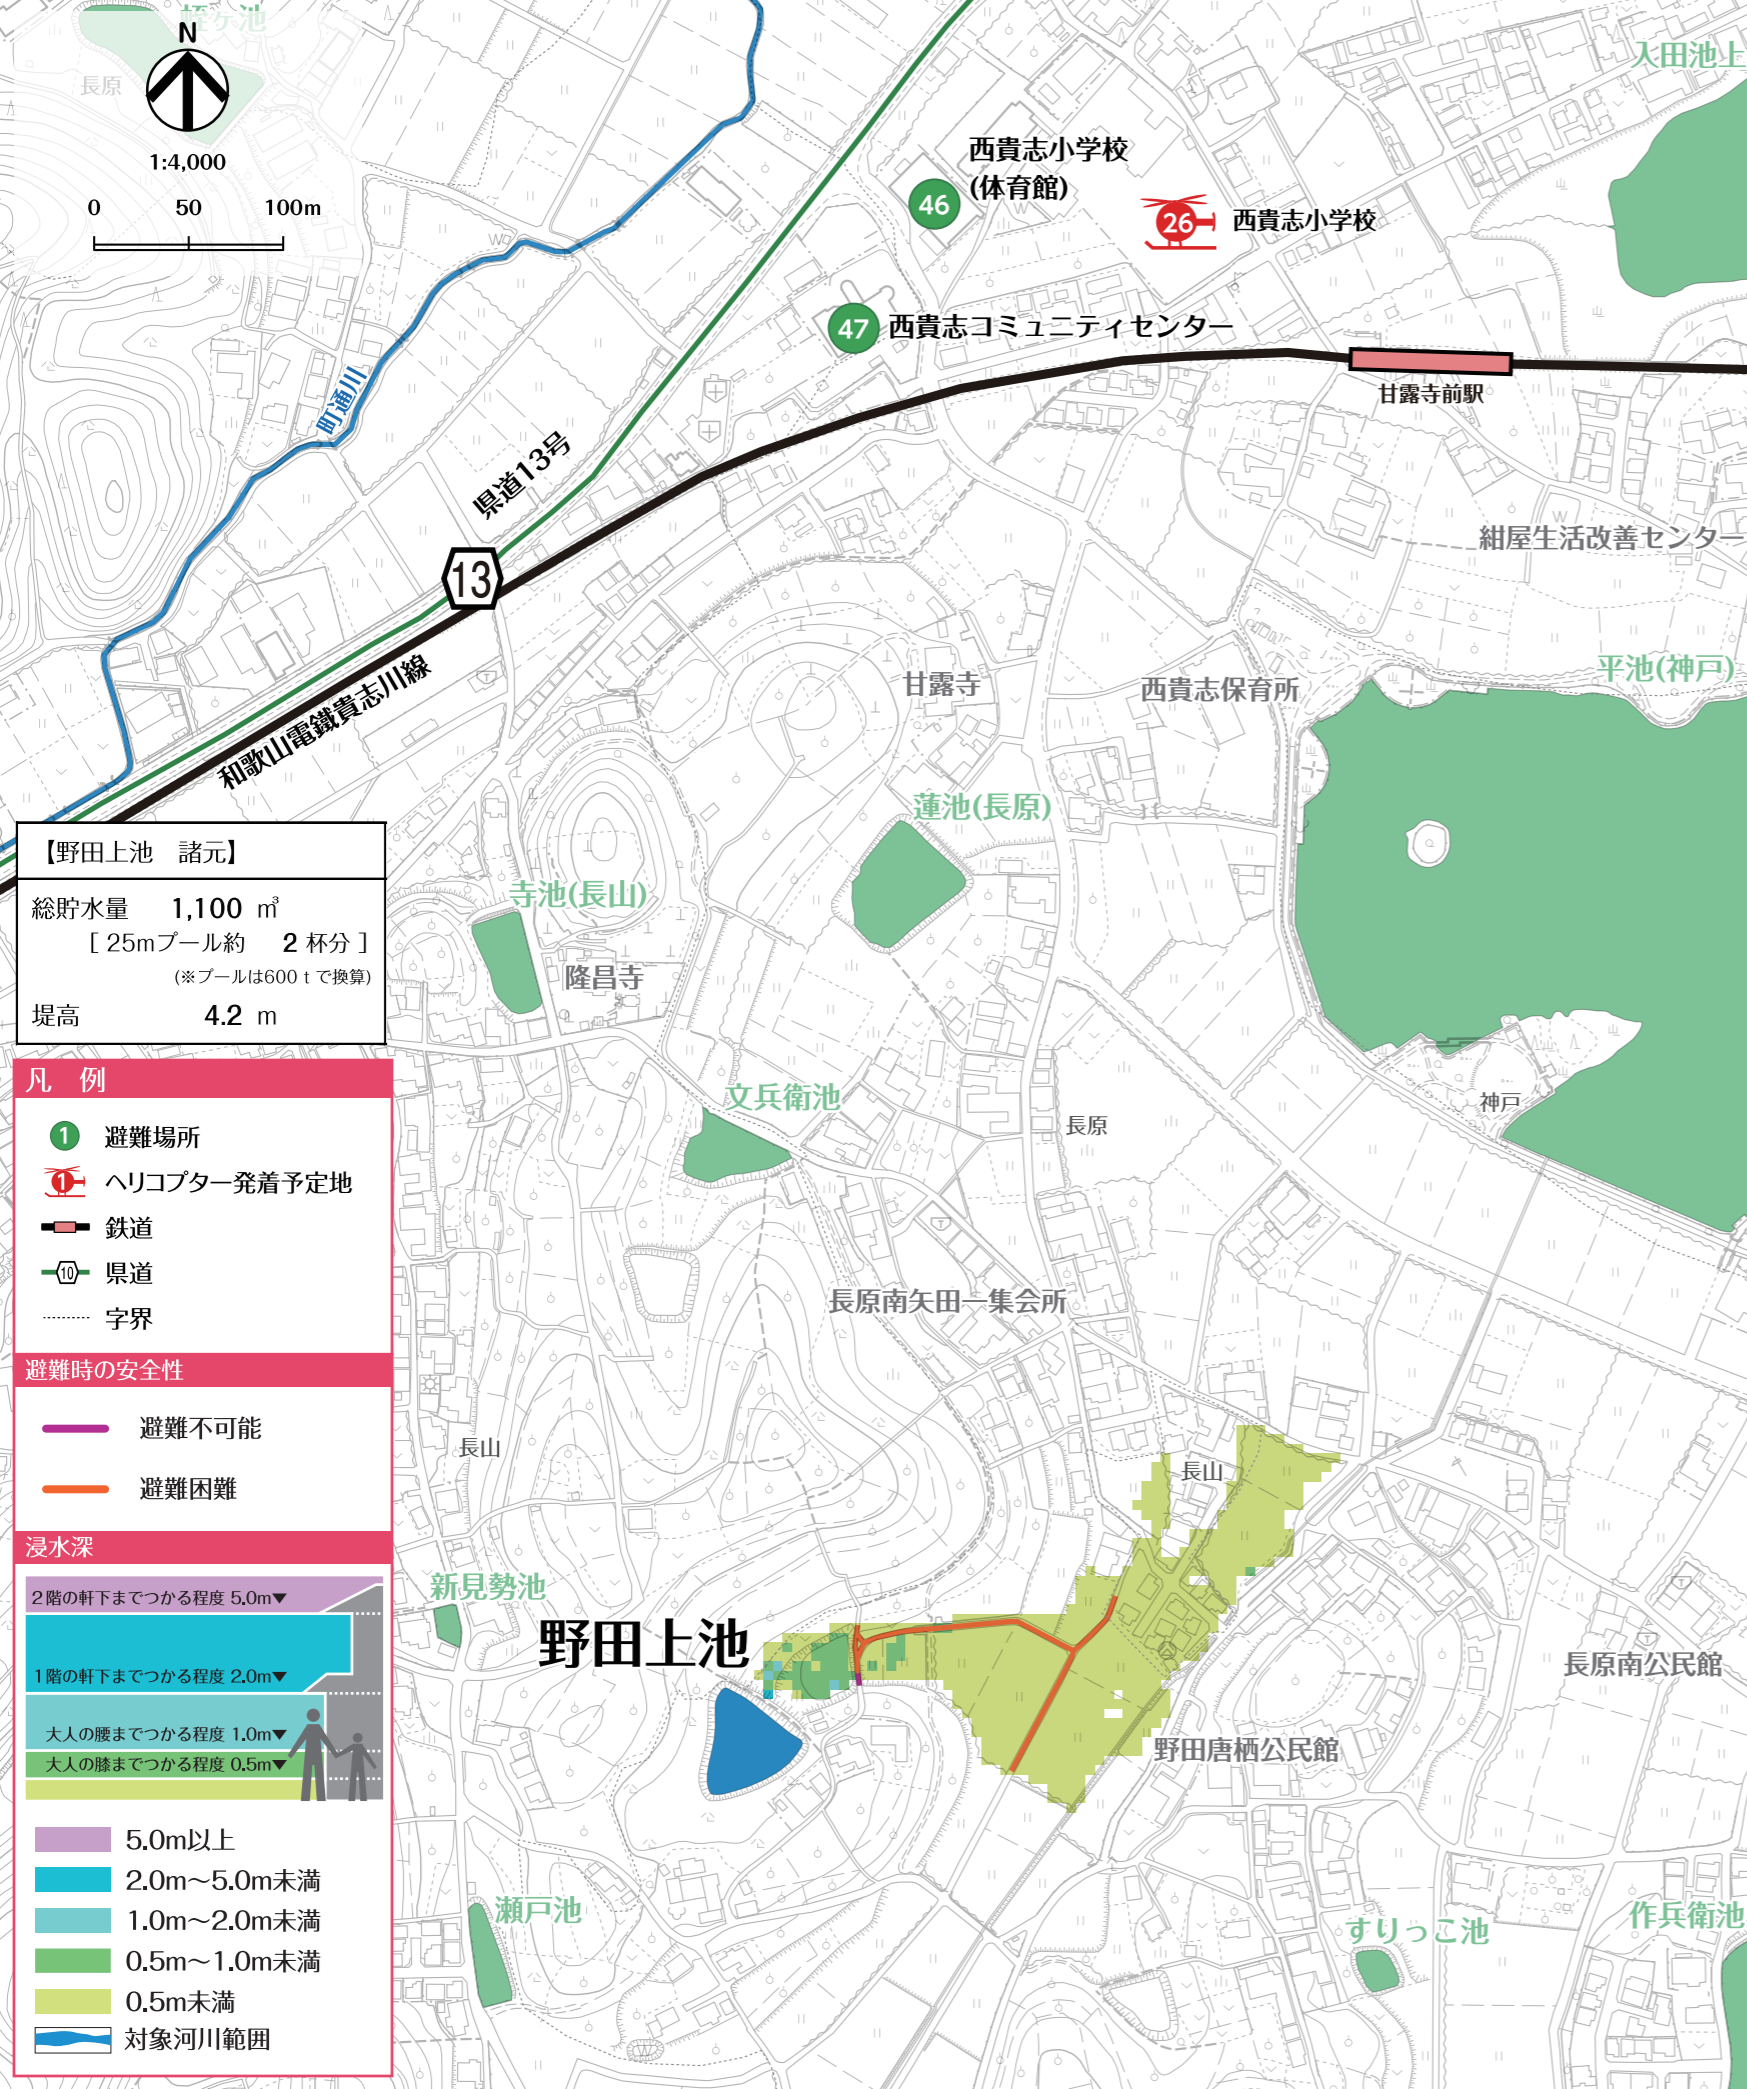 蛭ヶ池
N
長原
1:4,000
0 50 100m
入田池上
西貴志小学校
(体育館)
46
26
西貴志小学校
47
西貴志コミュニティセンター
甘露寺前駅
町通川
県道13号
13
和歌山電鐵貴志川線
紺屋生活改善センター
甘露寺
西貴志保育所
平池(神戸)
蓮池(長原)
寺池(長山)
隆昌寺
文兵衛池
長原
神戸
長原南矢田一集会所
長山
長山
新見勢池
野田上池
長原南公民館
野田唐栖公民館
瀬戸池
すりっこ池
作兵衛池
【野田上池 諸元】
総貯水量 1,100 ㎥
[ 25mプール約 2 杯分 ]
(※プールは600ｔで換算)
堤高 4.2 m
凡 例
1 避難場所
1 ヘリコプター発着予定地
鉄道
10 県道
字界
避難時の安全性
避難不可能
避難困難
浸水深
2階の軒下までつかる程度 5.0m▼
1階の軒下までつかる程度 2.0m▼
大人の腰までつかる程度 1.0m▼
大人の膝までつかる程度 0.5m▼
5.0m以上
2.0m～5.0m未満
1.0m～2.0m未満
0.5m～1.0m未満
0.5m未満
対象河川範囲